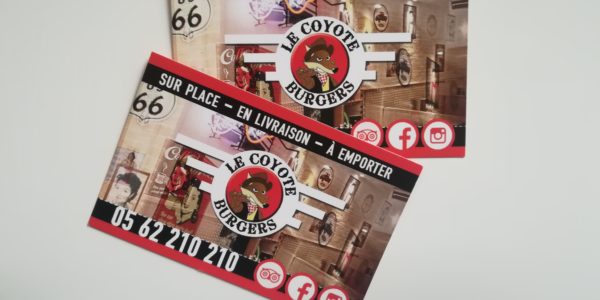 66
LE COYOTE
BURGERS
66
SUR PLACE – EN LIVRAISON – À EMPORTER
LE COYOTE
BURGERS
05 62 210 210